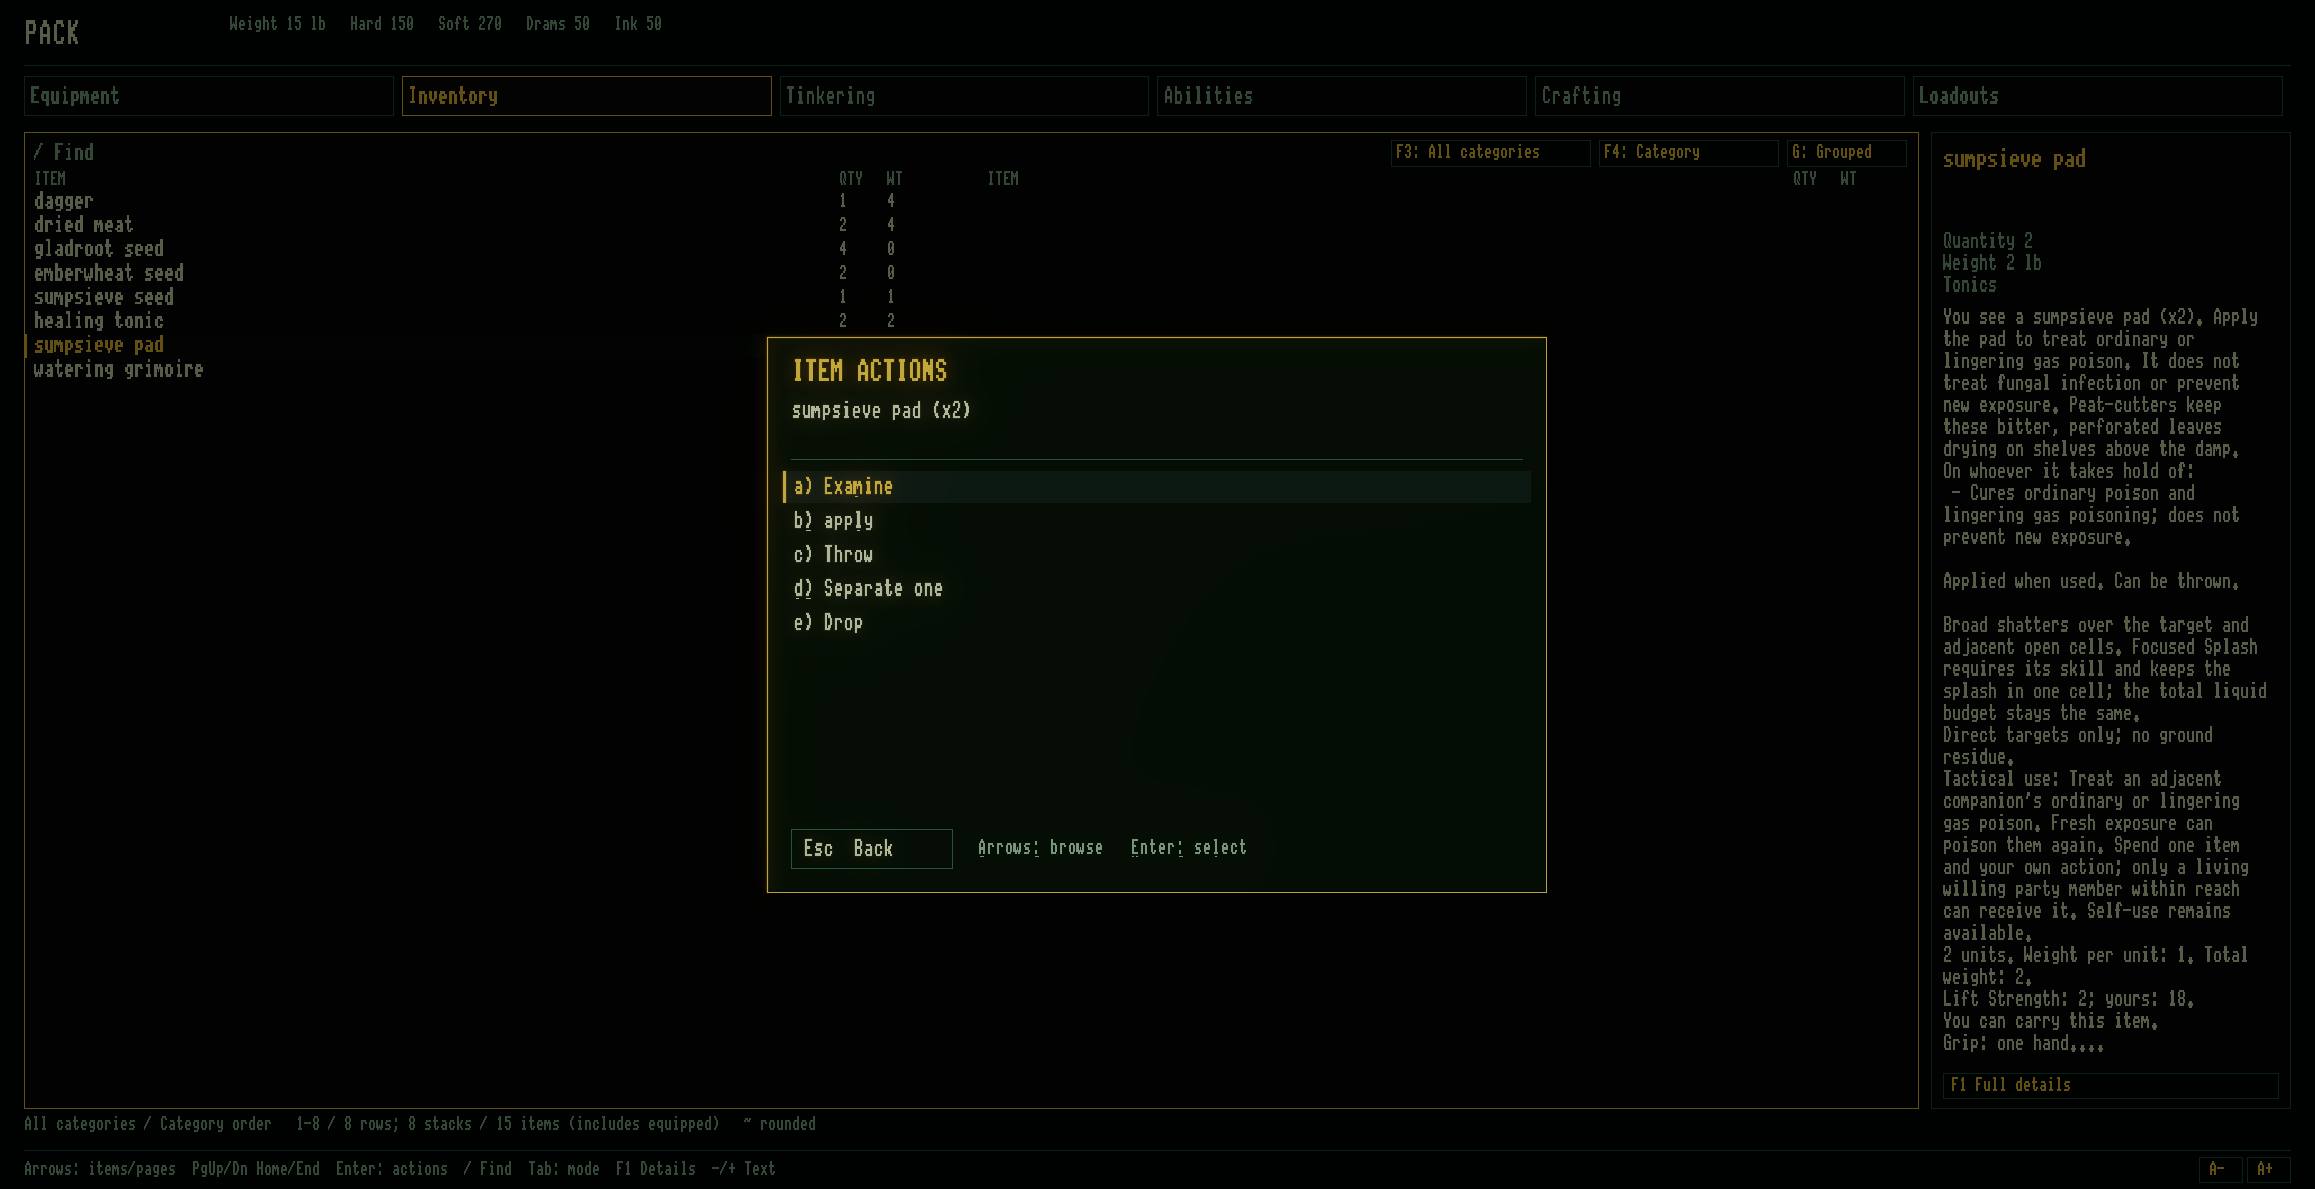 PACK
Weight 15 lb Hard 150 Soft 270 Drams 50 Ink 50
Equipment Inventory Tinkering Abilities Crafting Loadouts
/ Find
F3: All categories F4: Category G: Grouped
ITEM QTY WT ITEM QTY WT
dagger 1 4
dried meat 2 4
gladroot seed 4 0
emberwheat seed 2 0
sumpsieve seed 1 1
healing tonic 2 2
sumpsieve pad
watering grimoire
ITEM ACTIONS
sumpsieve pad (x2)
a) Examine
b) apply
c) Throw
d) Separate one
e) Drop
Esc Back Arrows: browse Enter: select
sumpsieve pad
Quantity 2
Weight 2 lb
Tonics
You see a sumpsieve pad (x2). Apply
the pad to treat ordinary or
lingering gas poison. It does not
treat fungal infection or prevent
new exposure. Peat-cutters keep
these bitter, perforated leaves
drying on shelves above the damp.
On whoever it takes hold of:
- Cures ordinary poison and
lingering gas poisoning; does not
prevent new exposure.
Applied when used. Can be thrown.
Broad shatters over the target and
adjacent open cells. Focused Splash
requires its skill and keeps the
splash in one cell; the total liquid
budget stays the same.
Direct targets only; no ground
residue.
Tactical use: Treat an adjacent
companion's ordinary or lingering
gas poison. Fresh exposure can
poison them again. Spend one item
and your own action; only a living
willing party member within reach
can receive it. Self-use remains
available.
2 units. Weight per unit: 1. Total
weight: 2.
Lift Strength: 2; yours: 18.
You can carry this item.
Grip: one hand....
F1 Full details
All categories / Category order 1-8 / 8 rows; 8 stacks / 15 items (includes equipped) ~ rounded
Arrows: items/pages PgUp/Dn Home/End Enter: actions / Find Tab: mode F1 Details -/+ Text
A- A+